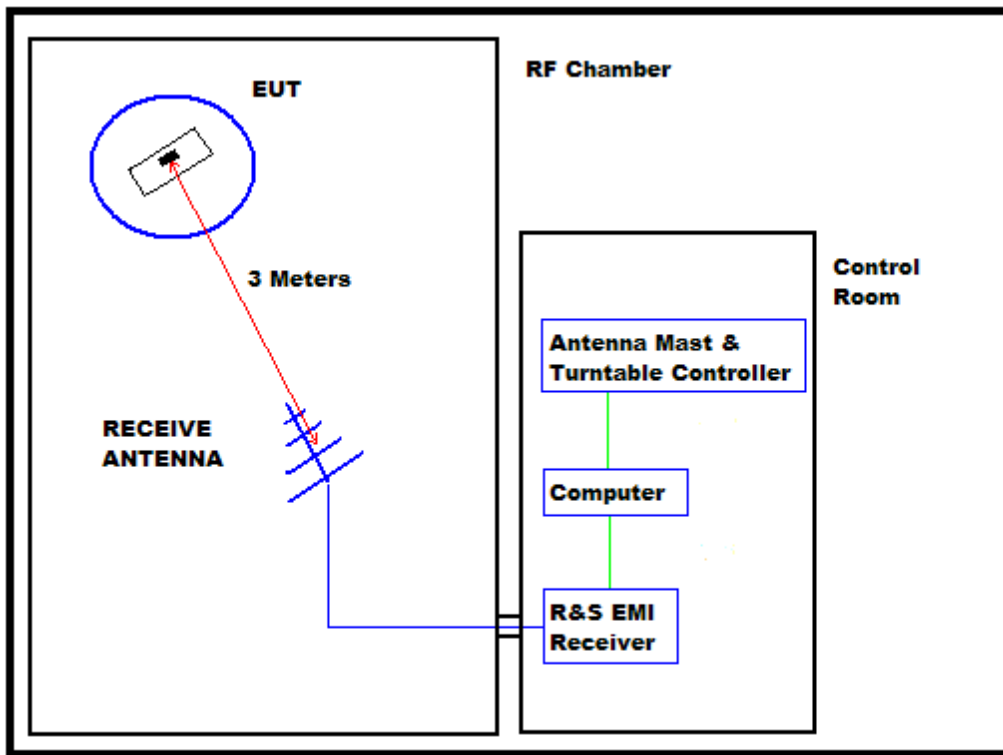 RF Chamber
EUT
3 Meters
Control
Room
Antenna Mast &
Turntable Controller
RECEIVE
ANTENNA
Computer
R&S EMI
Receiver